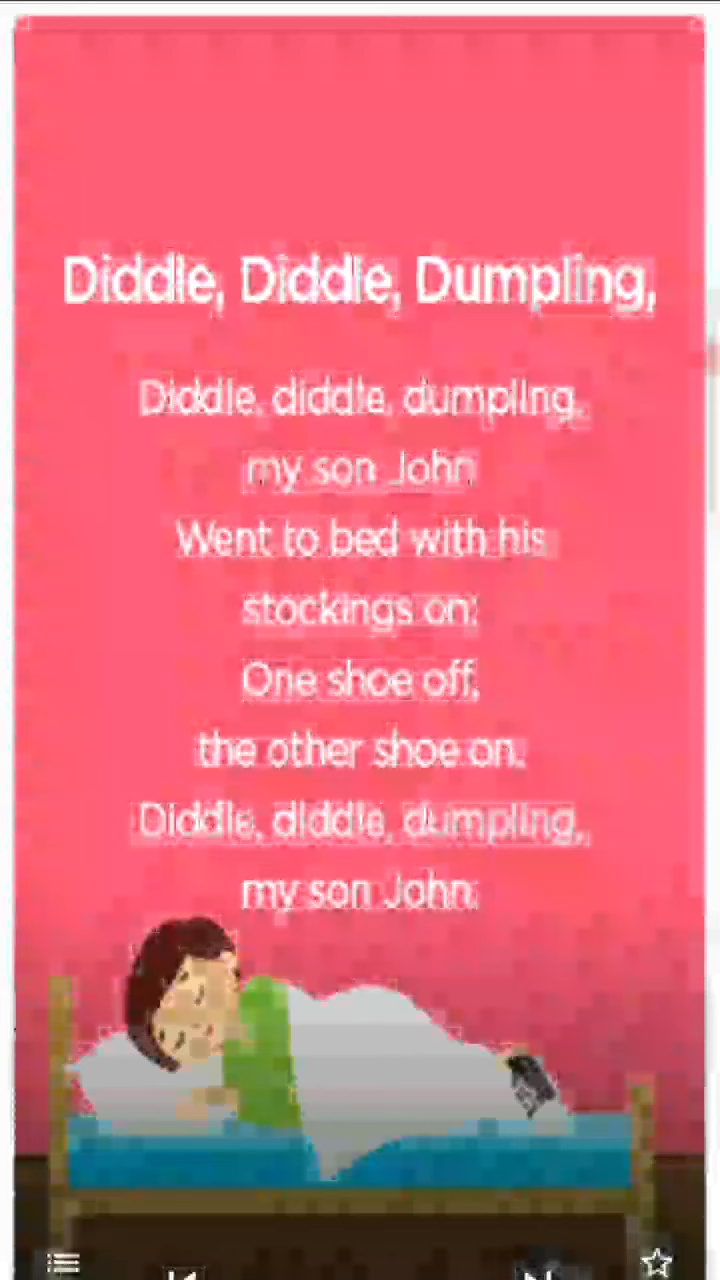 Diddle, Diddle, Dumpling,
Diddle, diddle, dumpling,
my son John
Went to bed with his
stockings on;
One shoe off,
the other shoe on.
Diddle, diddle, dumpling,
my son John.